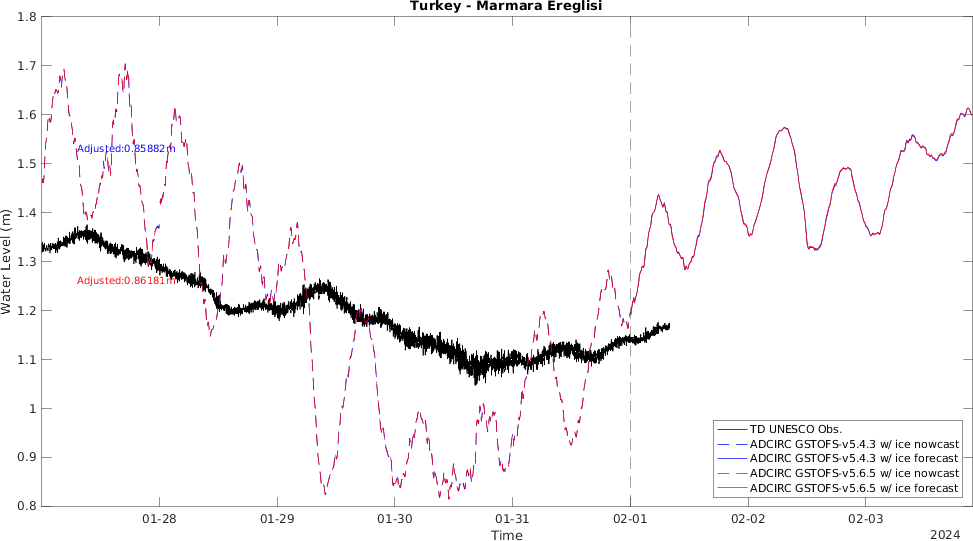 Turkey - Marmara Ereglisi
1.8
1.7
1.6
1.5
1.4
1.3
1.2
1.1
1
0.9
0.8
Water Level (m)
Adjusted:0.85882m
Adjusted:0.86181m
TD UNESCO Obs.
ADCIRC GSTOFS-v5.4.3 w/ ice nowcast
ADCIRC GSTOFS-v5.4.3 w/ ice forecast
ADCIRC GSTOFS-v5.6.5 w/ ice nowcast
ADCIRC GSTOFS-v5.6.5 w/ ice forecast
01-28 01-29 01-30 01-31 02-01 02-02 02-03
Time
2024